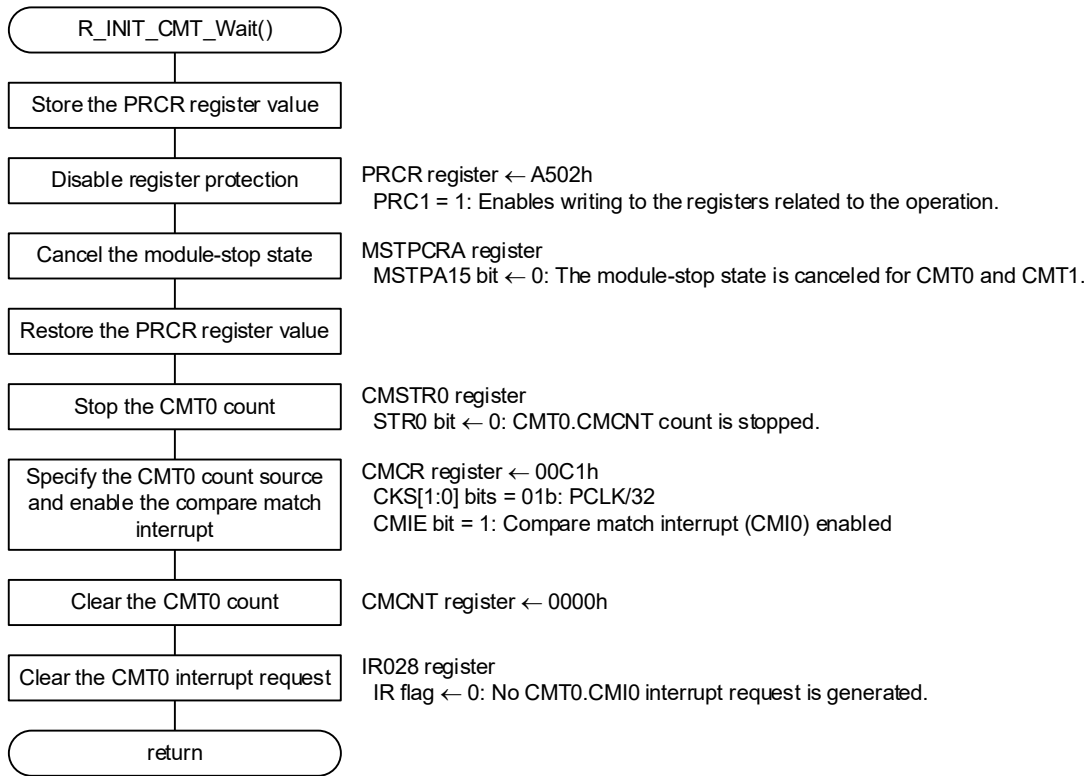 R_INIT_CMT_Wait()
Store the PRCR register value
Disable register protection
PRCR register ← A502h
PRC1 = 1: Enables writing to the registers related to the operation.
Cancel the module-stop state
MSTPCRA register
MSTPA15 bit ← 0: The module-stop state is canceled for CMT0 and CMT1.
Restore the PRCR register value
Stop the CMT0 count
CMSTR0 register
STR0 bit ← 0: CMT0.CMCNT count is stopped.
Specify the CMT0 count source
and enable the compare match
interrupt
CMCR register ← 00C1h
CKS[1:0] bits = 01b: PCLK/32
CMIE bit = 1: Compare match interrupt (CMI0) enabled
Clear the CMT0 count
CMCNT register ← 0000h
Clear the CMT0 interrupt request
IR028 register
IR flag ← 0: No CMT0.CMI0 interrupt request is generated.
return